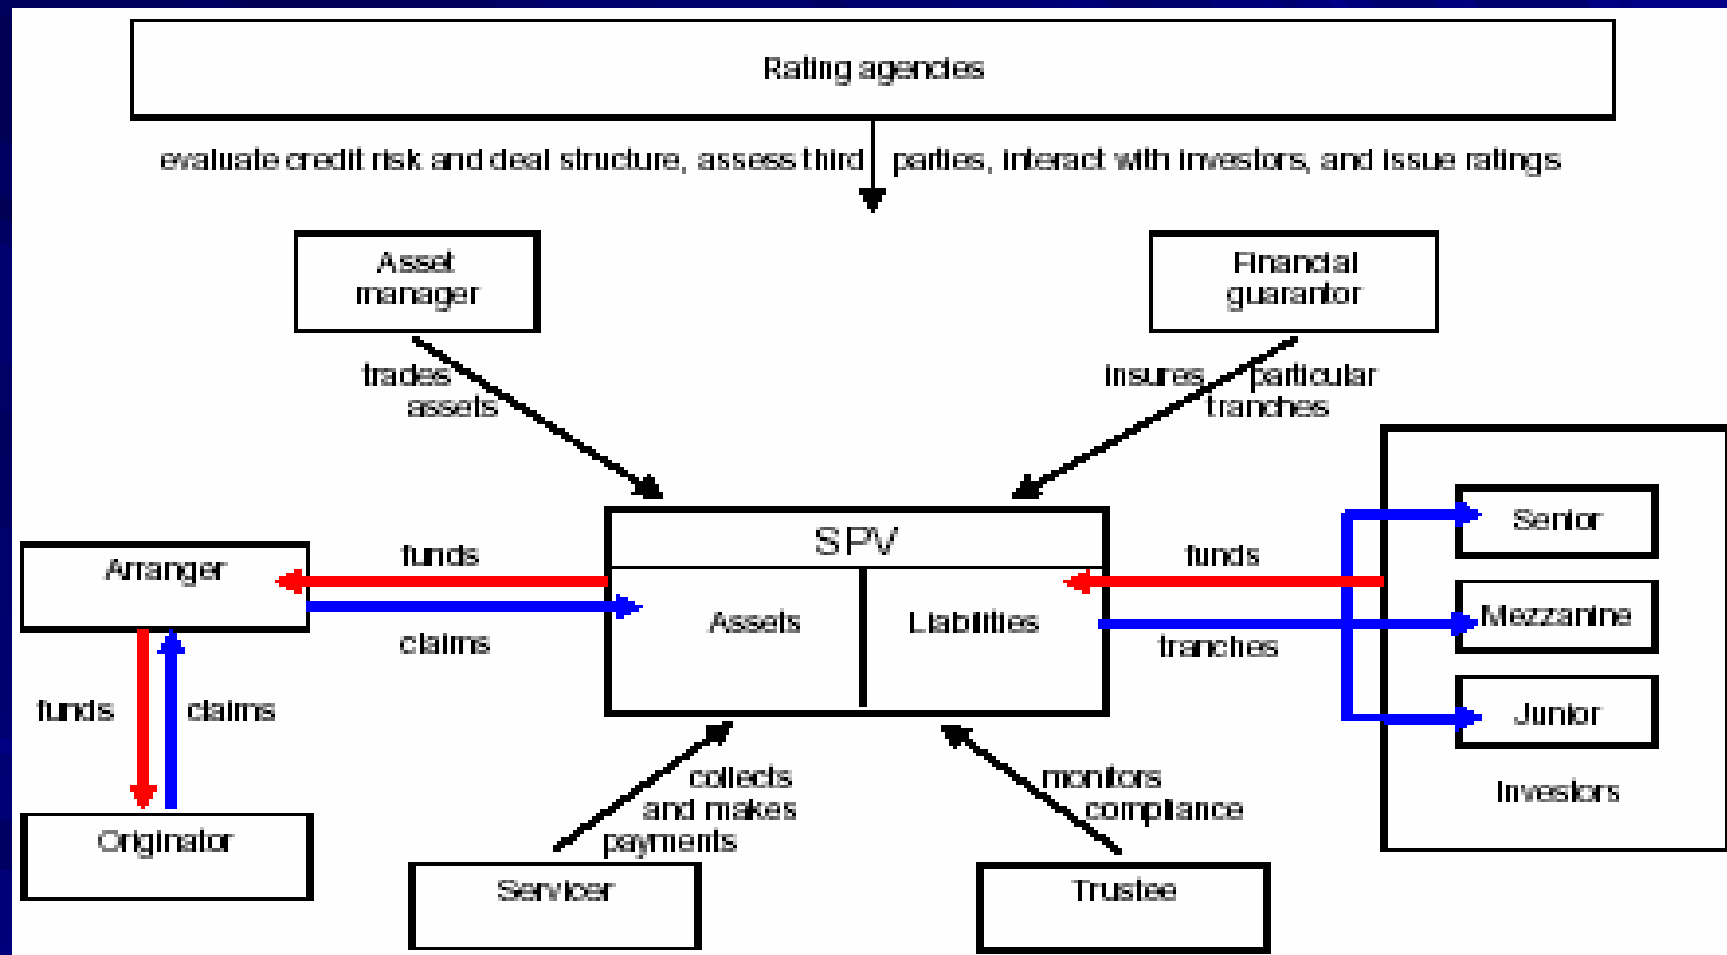 Rating agencies
evaluate credit risk and deal structure, assess third parties, interact with investors, and issue ratings
Asset
manager
Financial
guarantor
trades
assets
insures particular
tranches
SPV
Assets
Liabilities
Arranger
funds
claims
funds
claims
Originator
funds
tranches
Senior
Mezzanine
Junior
Investors
collects
and makes
payments
Servicer
monitors
compliance
Trustee